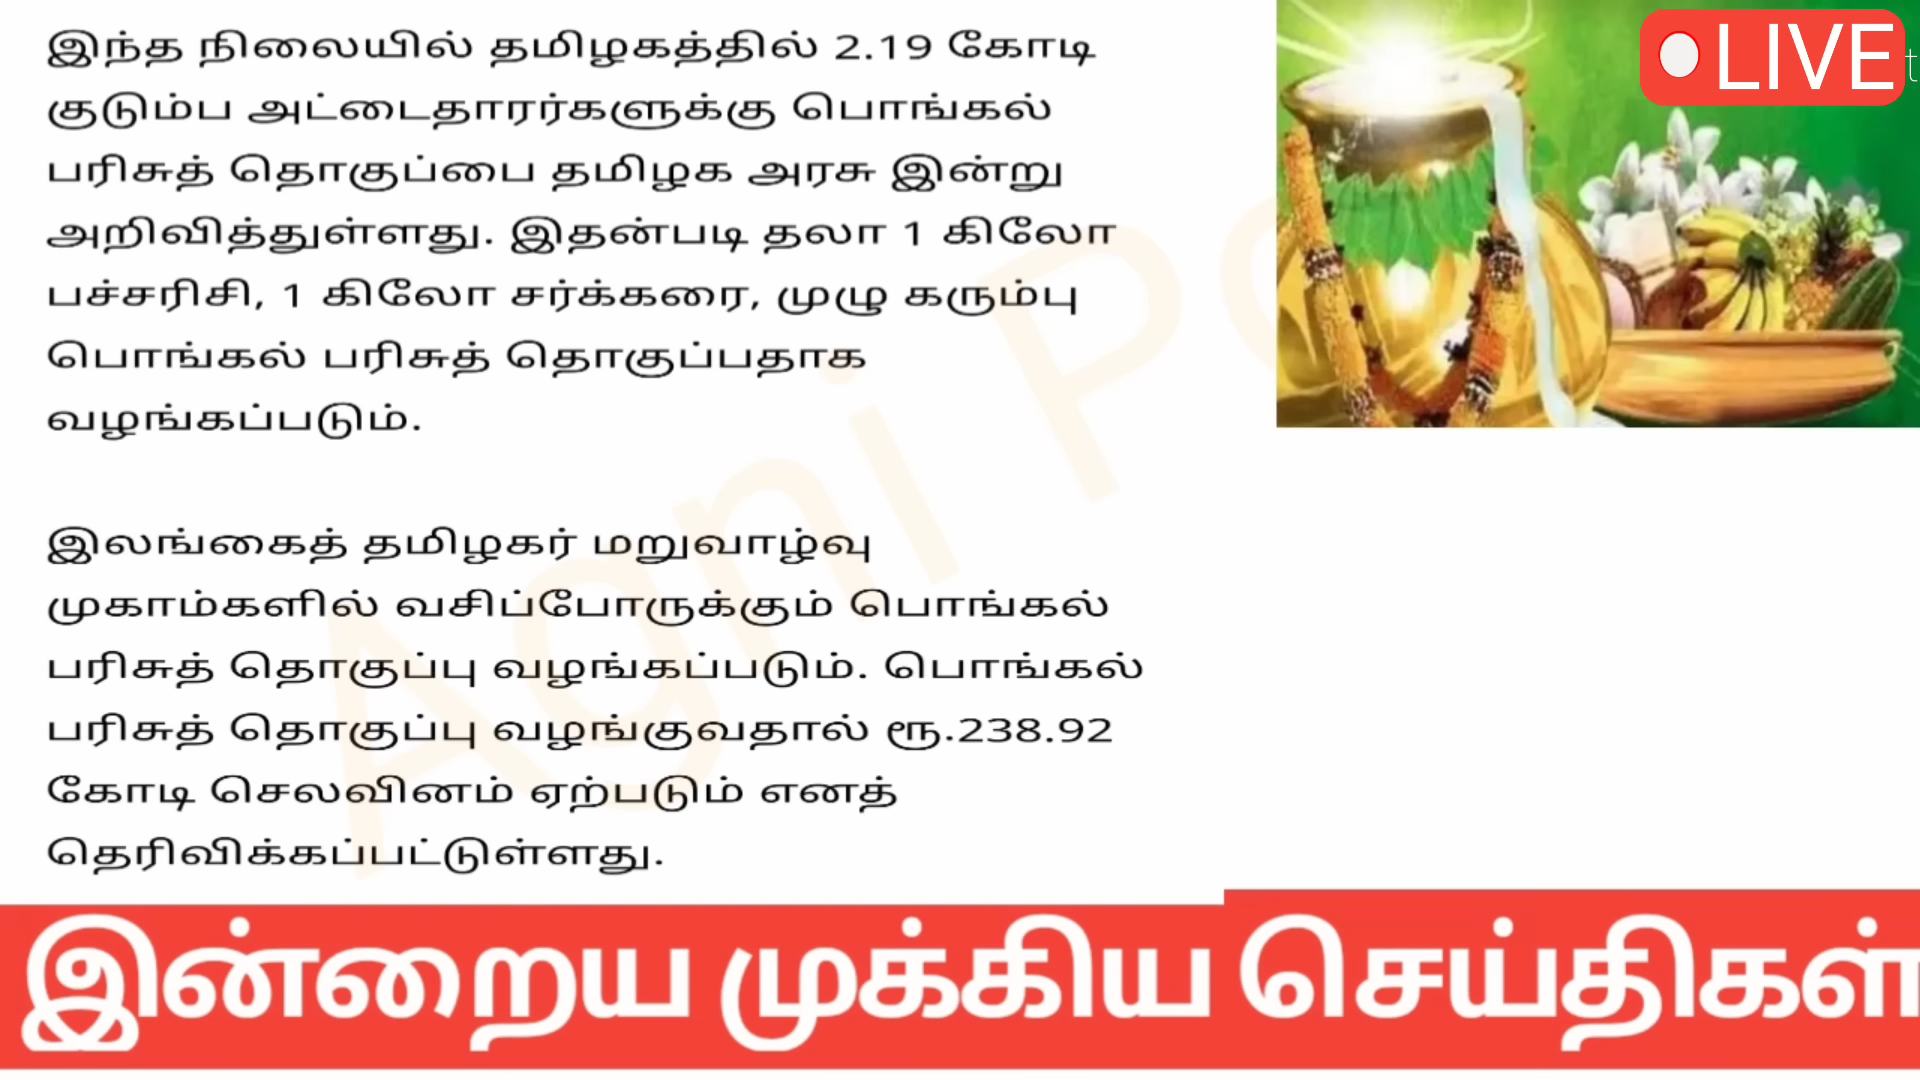 இந்த நிலையில் தமிழகத்தில் 2.19 கோடி
குடும்ப அட்டைதாரர்களுக்கு பொங்கல்
பரிசுத் தொகுப்பை தமிழக அரசு இன்று
அறிவித்துள்ளது. இதன்படி தலா 1 கிலோ
பச்சரிசி, 1 கிலோ சர்க்கரை, முழு கரும்பு
பொங்கல் பரிசுத் தொகுப்பதாக
வழங்கப்படும்.
இலங்கைத் தமிழகர் மறுவாழ்வு
முகாம்களில் வசிப்போருக்கும் பொங்கல்
பரிசுத் தொகுப்பு வழங்கப்படும். பொங்கல்
பரிசுத் தொகுப்பு வழங்குவதால் ரூ.238.92
கோடி செலவினம் ஏற்படும் எனத்
தெரிவிக்கப்பட்டுள்ளது.
LIVE
Agni
இன்றைய முக்கிய செய்திகள்